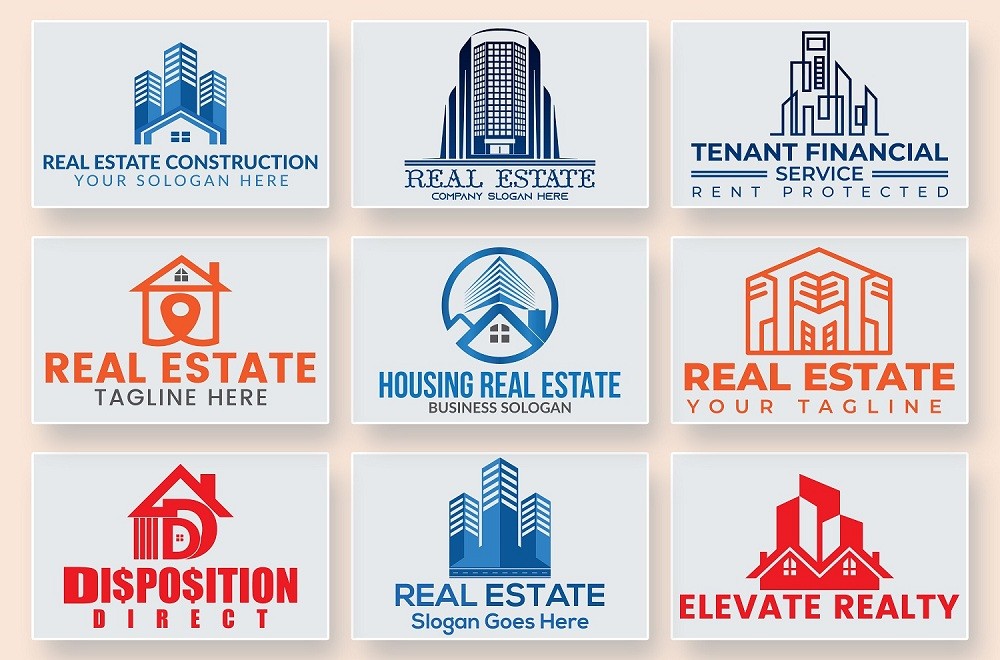 REAL ESTATE CONSTRUCTION
YOUR SOLOGAN HERE
REAL ESTATE
COMPANY SLOGAN HERE
TENANT FINANCIAL
SERVICE
RENT PROTECTED
REAL ESTATE
TAGLINE HERE
HOUSING REAL ESTATE
BUSINESS SOLOGAN
REAL ESTATE
YOUR TAGLINE
DI$PO$ITION
DIRECT
REAL ESTATE
Slogan Goes Here
ELEVATE REALTY